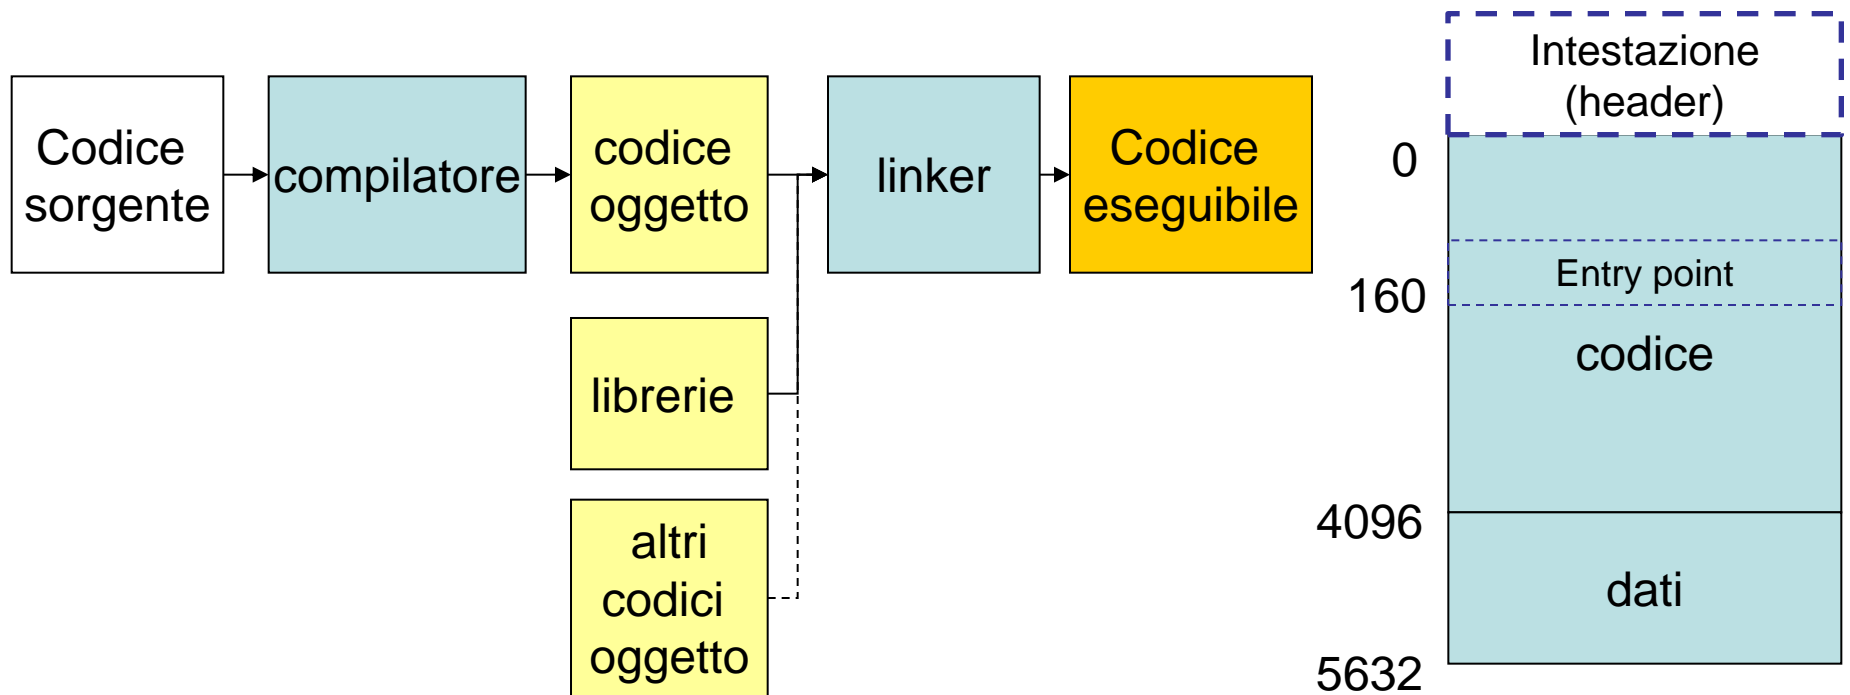 Codice
sorgente
compilatore
codice
oggetto
linker
Codice
eseguibile
librerie
altri
codici
oggetto
Intestazione
(header)
0
Entry point
160
codice
4096
dati
5632